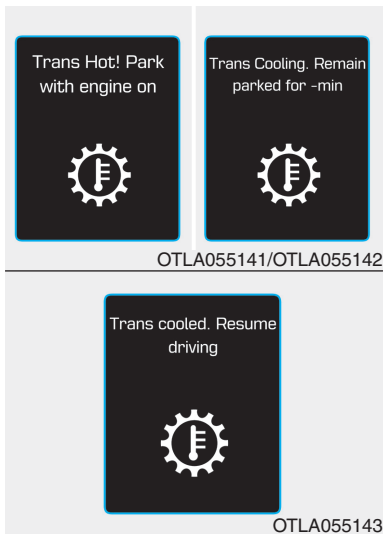 Trans Hot! Park
with engine on
Trans Cooling. Remain
parked for -min
OTLA055141/OTLA055142
Trans cooled. Resume
driving
OTLA055143